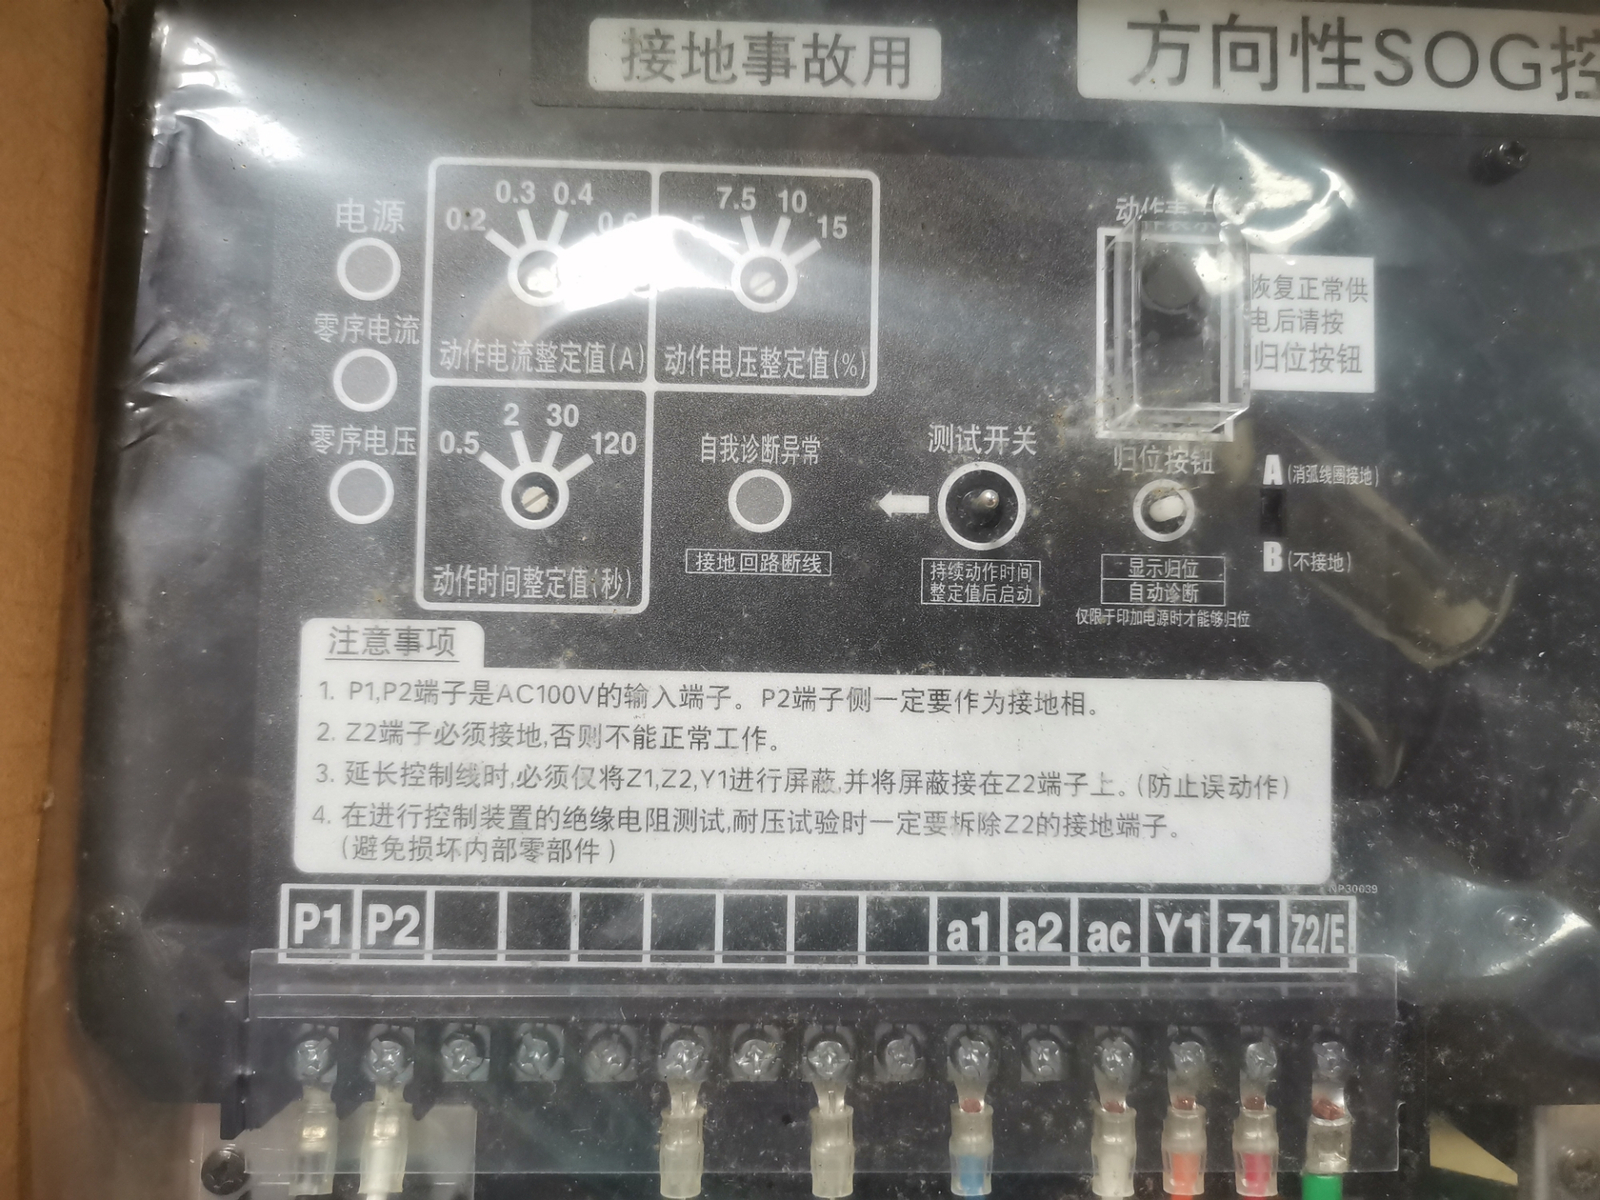 接地事故用
方向性SOG控
电源
零序电流
零序电压
0.2 0.3 0.4 0.6
动作电流整定值(A)
5 7.5 10 15
动作电压整定值(%)
0.5 2 30 120
动作时间整定值(秒)
自我诊断异常
接地回路断线
测试开关
持续动作时间
整定值后启动
动作表示
恢复正常供
电后请按
归位按钮
归位按钮
显示归位
自动诊断
仅限于印加电源时才能够归位
A(消弧线圈接地)
B(不接地)
注意事项
1. P1,P2端子是AC100V的输入端子。P2端子侧一定要作为接地相。
2. Z2端子必须接地,否则不能正常工作。
3. 延长控制线时,必须仅将Z1,Z2,Y1进行屏蔽,并将屏蔽接在Z2端子上。(防止误动作)
4. 在进行控制装置的绝缘电阻测试,耐压试验时一定要拆除Z2的接地端子。
(避免损坏内部零部件)
NP30039
P1 P2 a1 a2 ac Y1 Z1 Z2/E